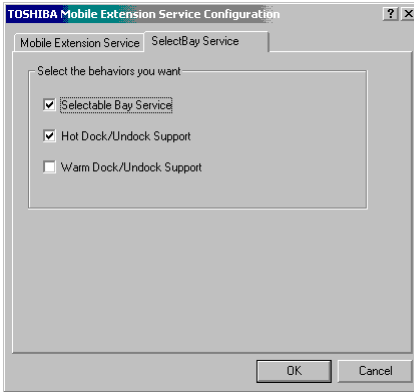 TOSHIBA Mobile Extension Service Configuration
Mobile Extension Service SelectBay Service
Select the behaviors you want
Selectable Bay Service
Hot Dock/Undock Support
Warm Dock/Undock Support
OK Cancel